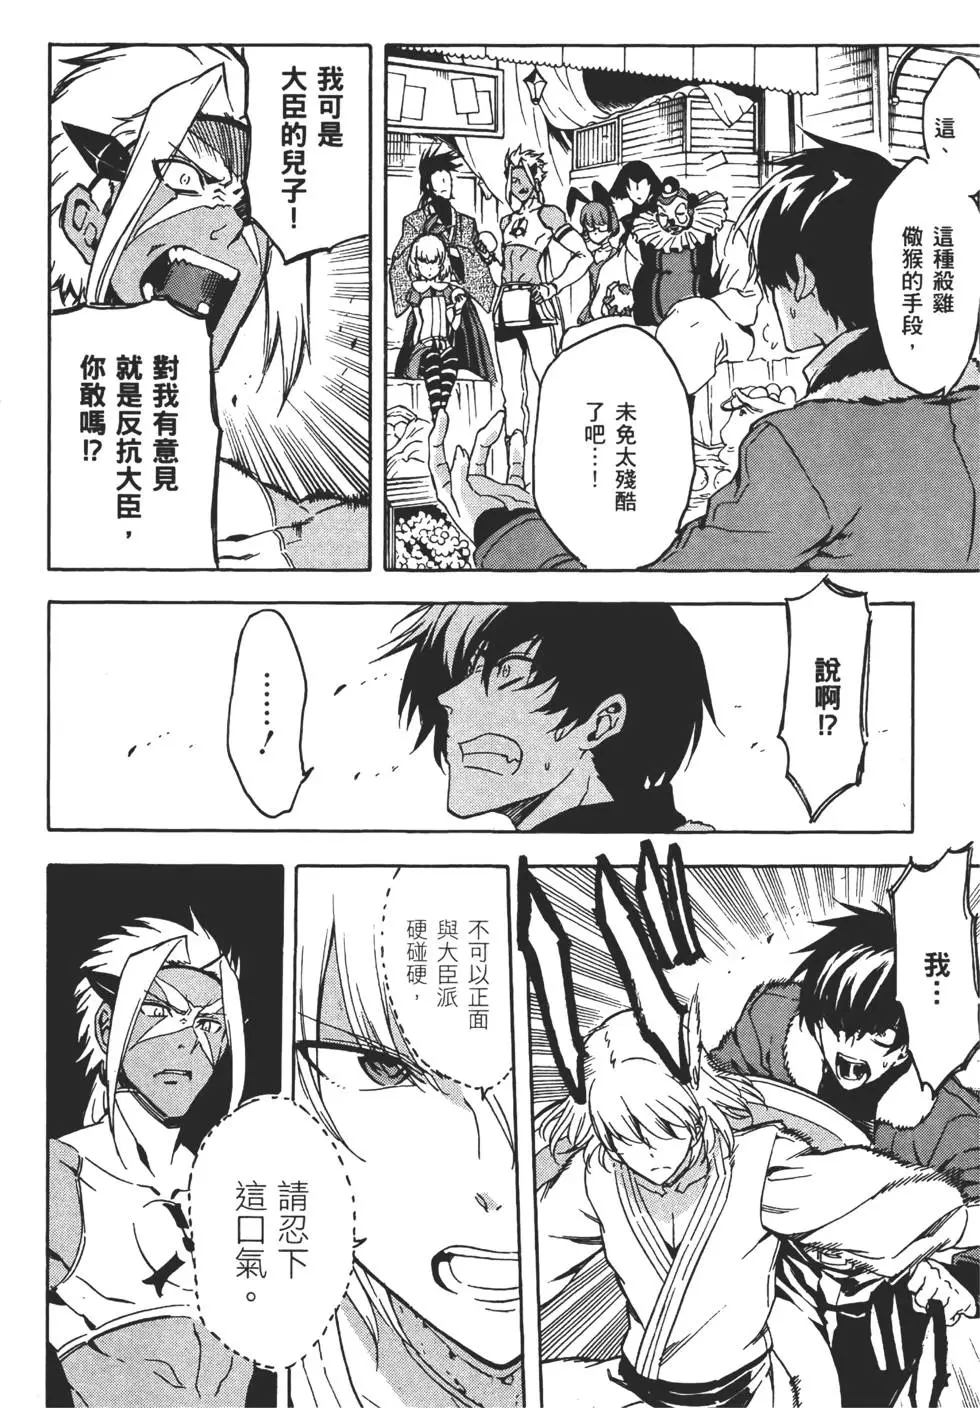 這、
這種殺雞
儆猴的手段，
未免太殘酷
了吧……！
我可是
大臣的兒子！
對我有意見
就是反抗大臣，
你敢嗎!?
說啊!?
……！
我…
不可以正面
與大臣派
硬碰硬，
請忍下
這口氣。